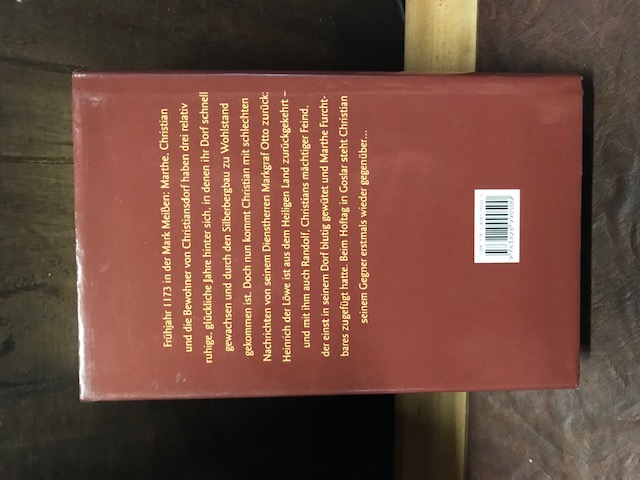 Frühjahr 1173 in der Mark Meißen: Marthe, Christian
und die Bewohner von Christiansdorf haben drei relativ
ruhige, glückliche Jahre hinter sich, in denen ihr Dorf schnell
gewachsen und durch den Silberbergbau zu Wohlstand
gekommen ist. Doch nun kommt Christian mit schlechten
Nachrichten von seinem Dienstherren Markgraf Otto zurück:
Heinrich der Löwe ist aus dem Heiligen Land zurückgekehrt –
und mit ihm auch Randolf, Christians mächtiger Feind,
der einst in seinem Dorf blutig gewütet und Marthe Furcht-
bares zugefügt hatte. Beim Hoftag in Goslar steht Christian
seinem Gegner erstmals wieder gegenüber...